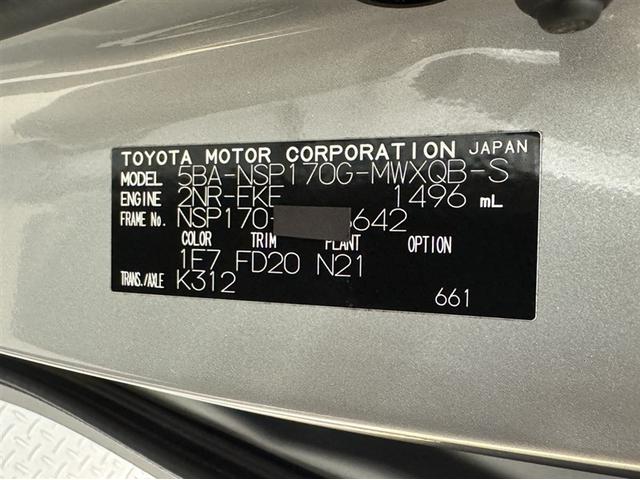 TOYOTA MOTOR CORPORATION JAPAN
MODEL 5BA-NSP170G-MWXQB-S
ENGINE 2NR-FKE 1496 mL
FRAME No. NSP170- 642
COLOR TRIM PLANT OPTION
1F7 FD20 N21
TRANS./AXLE K312
661